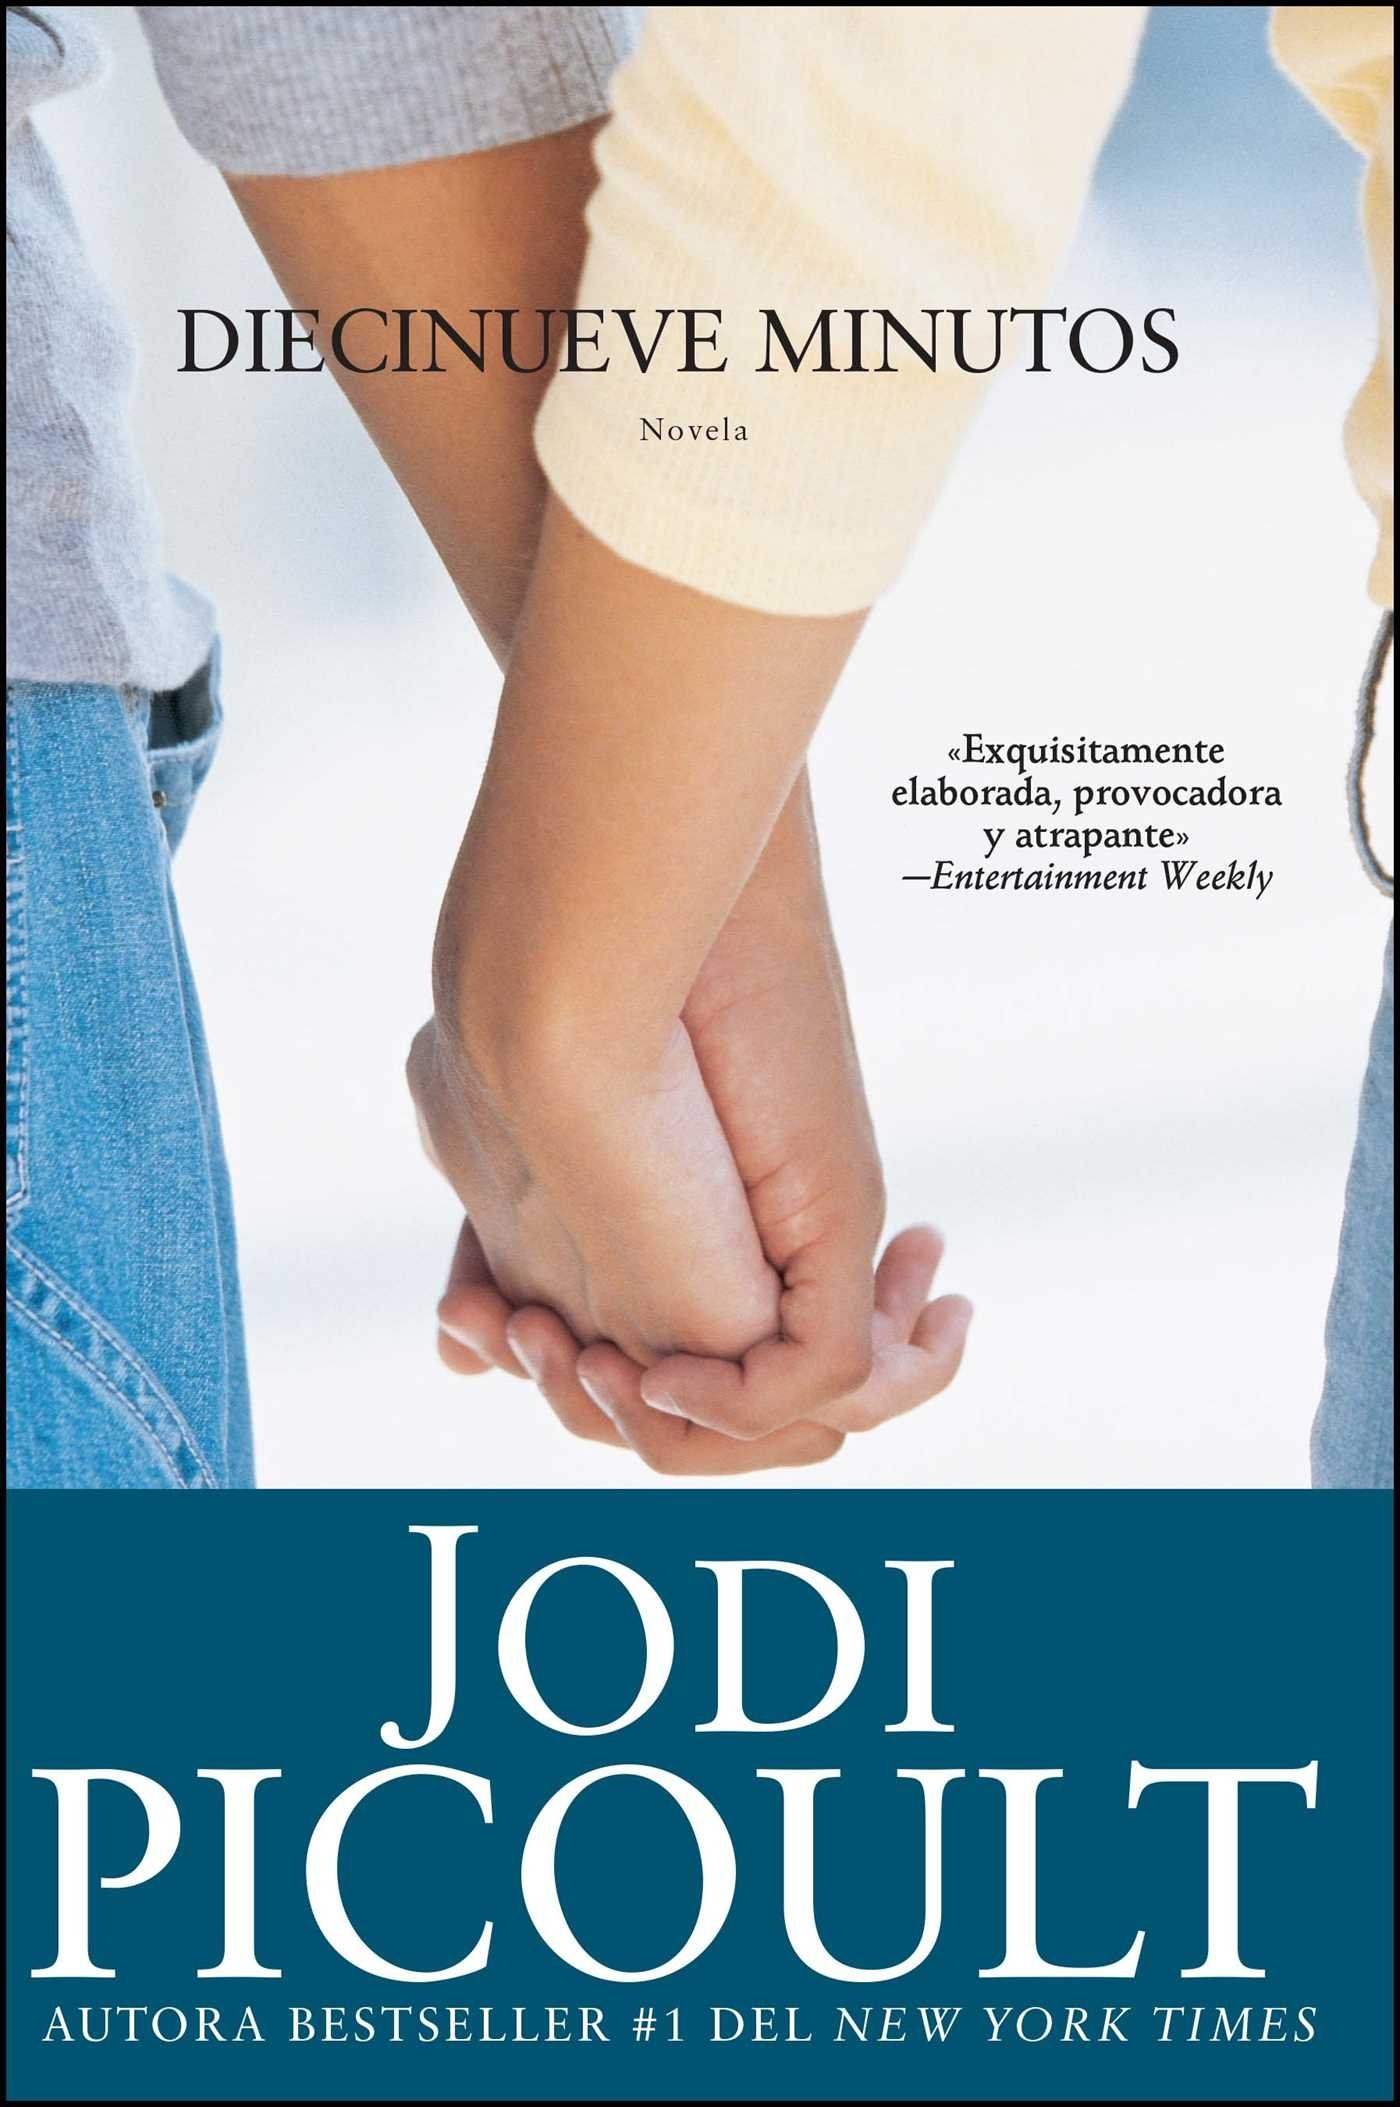 DIECINUEVE MINUTOS
Novela
«Exquisitamente
elaborada, provocadora
y atrapante»
—Entertainment Weekly
JODI
PICOULT
AUTORA BESTSELLER #1 DEL NEW YORK TIMES